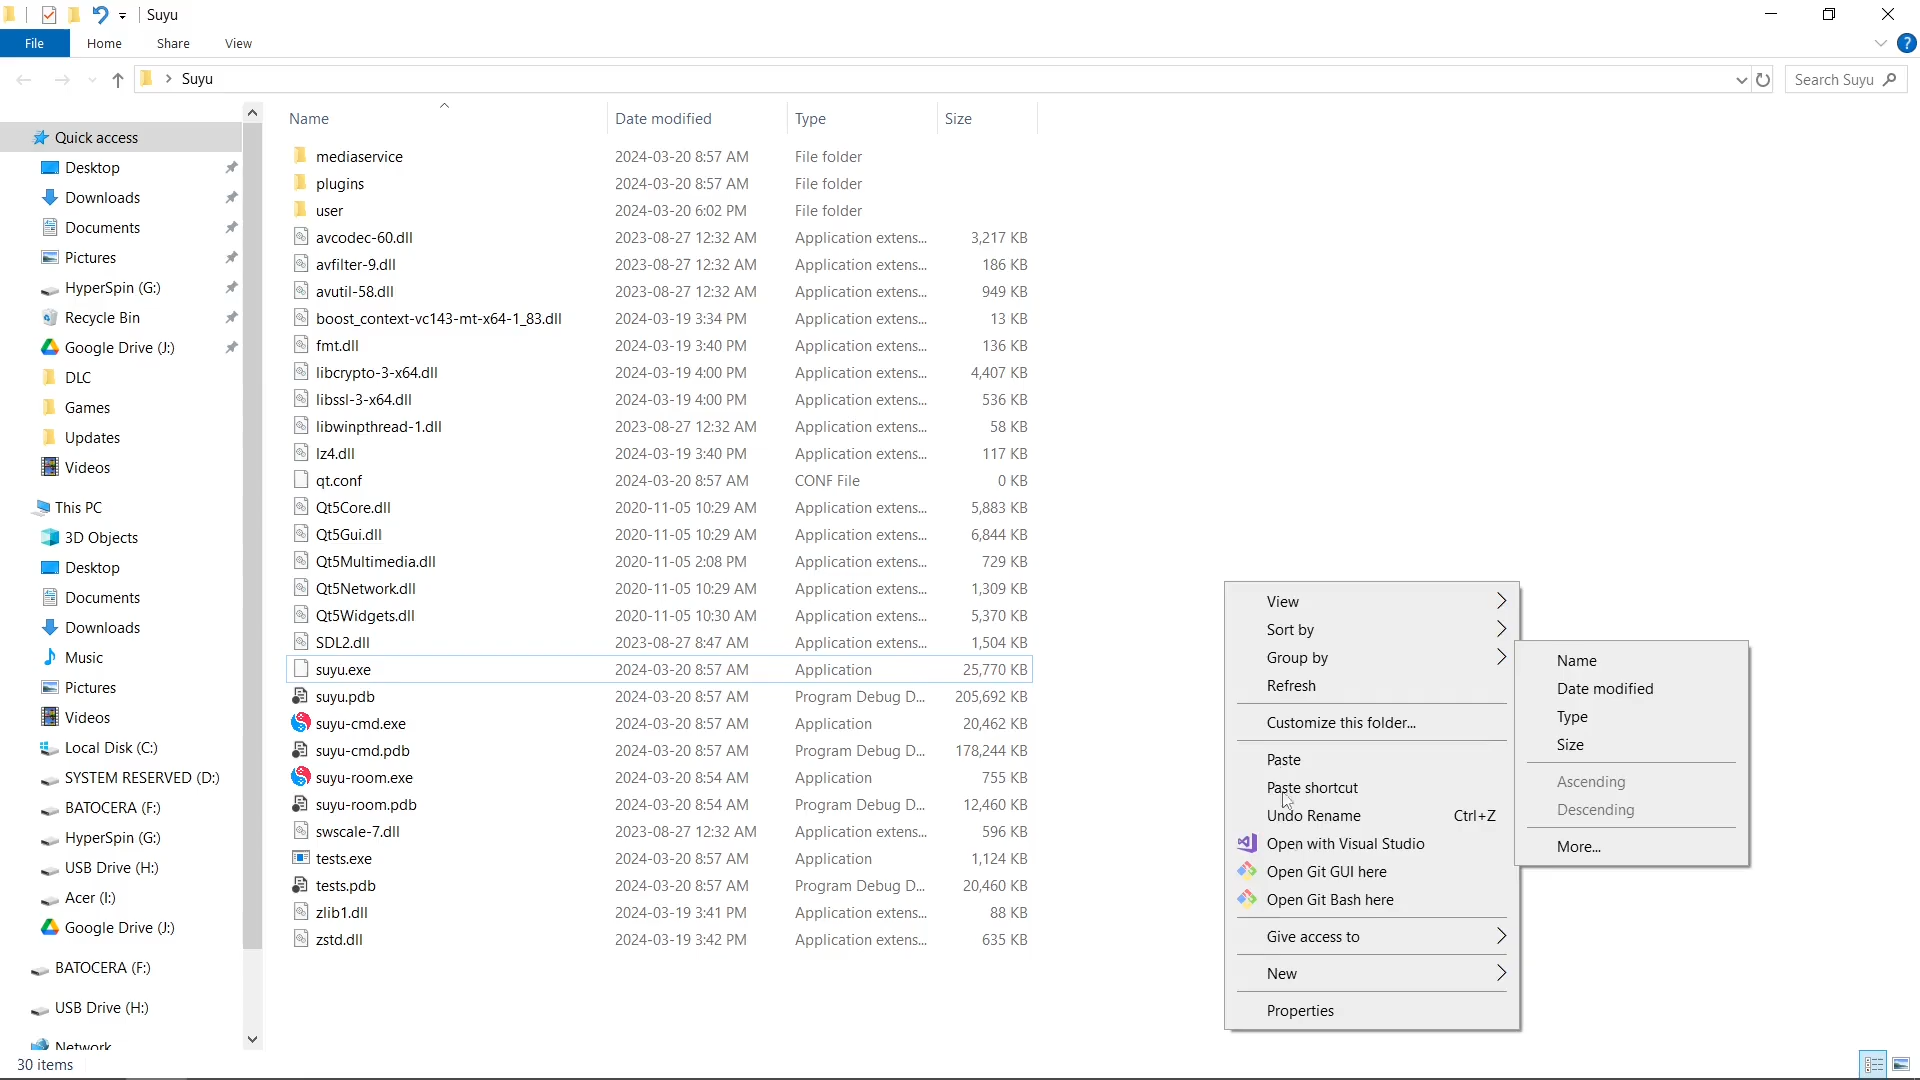 Suyu
File Home Share View
Suyu
Search Suyu
Name Date modified Type Size
Quick access
Desktop
Downloads
Documents
Pictures
HyperSpin (G:)
Recycle Bin
Google Drive (J:)
DLC
Games
Updates
Videos
This PC
3D Objects
Desktop
Documents
Downloads
Music
Pictures
Videos
Local Disk (C:)
SYSTEM RESERVED (D:)
BATOCERA (F:)
HyperSpin (G:)
USB Drive (H:)
Acer (I:)
Google Drive (J:)
BATOCERA (F:)
USB Drive (H:)
Network
mediaservice 2024-03-20 8:57 AM File folder
plugins 2024-03-20 8:57 AM File folder
user 2024-03-20 6:02 PM File folder
avcodec-60.dll 2023-08-27 12:32 AM Application extens... 3,217 KB
avfilter-9.dll 2023-08-27 12:32 AM Application extens... 186 KB
avutil-58.dll 2023-08-27 12:32 AM Application extens... 949 KB
boost_context-vc143-mt-x64-1_83.dll 2024-03-19 3:34 PM Application extens... 13 KB
fmt.dll 2024-03-19 3:40 PM Application extens... 136 KB
libcrypto-3-x64.dll 2024-03-19 4:00 PM Application extens... 4,407 KB
libssl-3-x64.dll 2024-03-19 4:00 PM Application extens... 536 KB
libwinpthread-1.dll 2023-08-27 12:32 AM Application extens... 58 KB
lz4.dll 2024-03-19 3:40 PM Application extens... 117 KB
qt.conf 2024-03-20 8:57 AM CONF File 0 KB
Qt5Core.dll 2020-11-05 10:29 AM Application extens... 5,883 KB
Qt5Gui.dll 2020-11-05 10:29 AM Application extens... 6,844 KB
Qt5Multimedia.dll 2020-11-05 2:08 PM Application extens... 729 KB
Qt5Network.dll 2020-11-05 10:29 AM Application extens... 1,309 KB
Qt5Widgets.dll 2020-11-05 10:30 AM Application extens... 5,370 KB
SDL2.dll 2023-08-27 8:47 AM Application extens... 1,504 KB
suyu.exe 2024-03-20 8:57 AM Application 25,770 KB
suyu.pdb 2024-03-20 8:57 AM Program Debug D... 205,692 KB
suyu-cmd.exe 2024-03-20 8:57 AM Application 20,462 KB
suyu-cmd.pdb 2024-03-20 8:57 AM Program Debug D... 178,244 KB
suyu-room.exe 2024-03-20 8:54 AM Application 755 KB
suyu-room.pdb 2024-03-20 8:54 AM Program Debug D... 12,460 KB
swscale-7.dll 2023-08-27 12:32 AM Application extens... 596 KB
tests.exe 2024-03-20 8:57 AM Application 1,124 KB
tests.pdb 2024-03-20 8:57 AM Program Debug D... 20,460 KB
zlib1.dll 2024-03-19 3:41 PM Application extens... 88 KB
zstd.dll 2024-03-19 3:42 PM Application extens... 635 KB
View
Sort by
Group by
Refresh
Customize this folder...
Paste
Paste shortcut
Undo Rename Ctrl+Z
Open with Visual Studio
Open Git GUI here
Open Git Bash here
Give access to
New
Properties
Name
Date modified
Type
Size
Ascending
Descending
More...
30 items